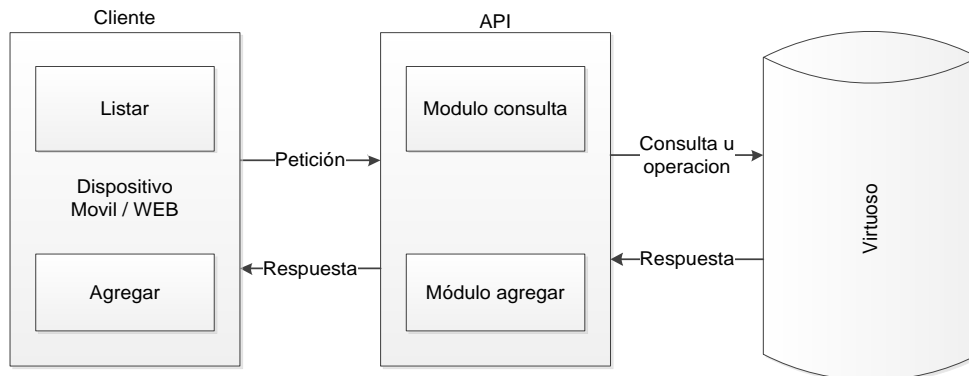 Cliente
API
Listar
Modulo consulta
Petición
Consulta u
operacion
Dispositivo
Movil / WEB
Virtuoso
Respuesta
Respuesta
Agregar
Módulo agregar